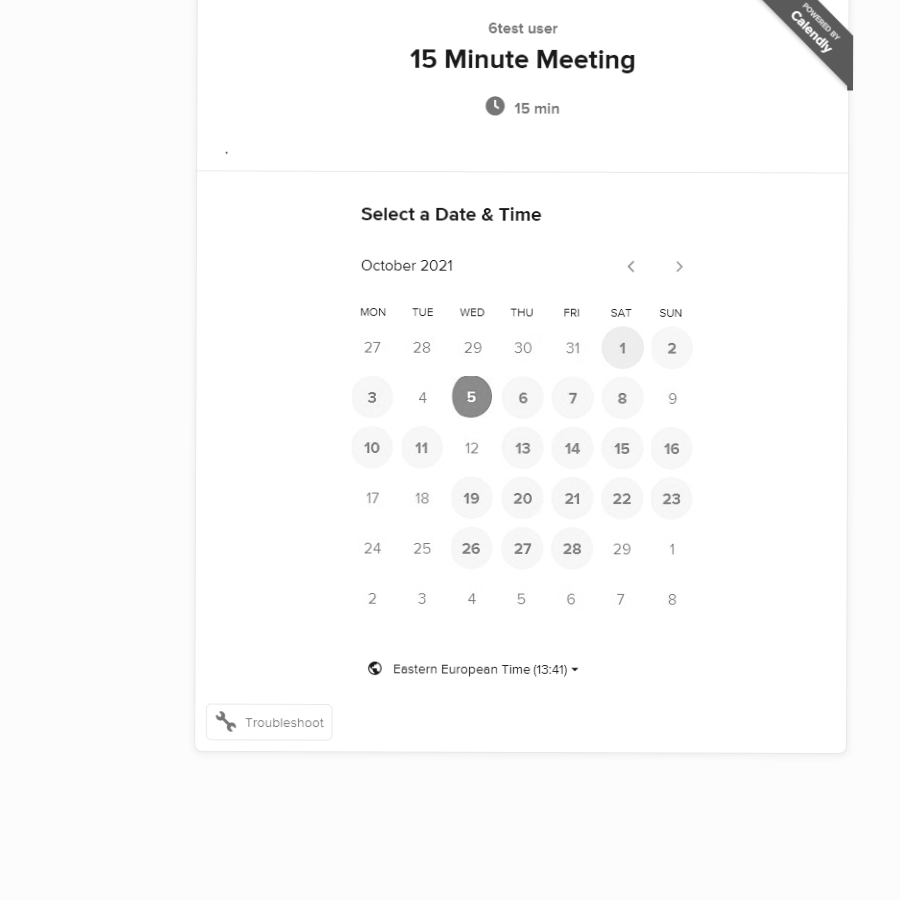 POWERED BY
Calendly
6test user
15 Minute Meeting
15 min
.
Select a Date & Time
October 2021
MON TUE WED THU FRI SAT SUN
27 28 29 30 31 1 2
3 4 5 6 7 8 9
10 11 12 13 14 15 16
17 18 19 20 21 22 23
24 25 26 27 28 29 1
2 3 4 5 6 7 8
Eastern European Time (13:41)
Troubleshoot